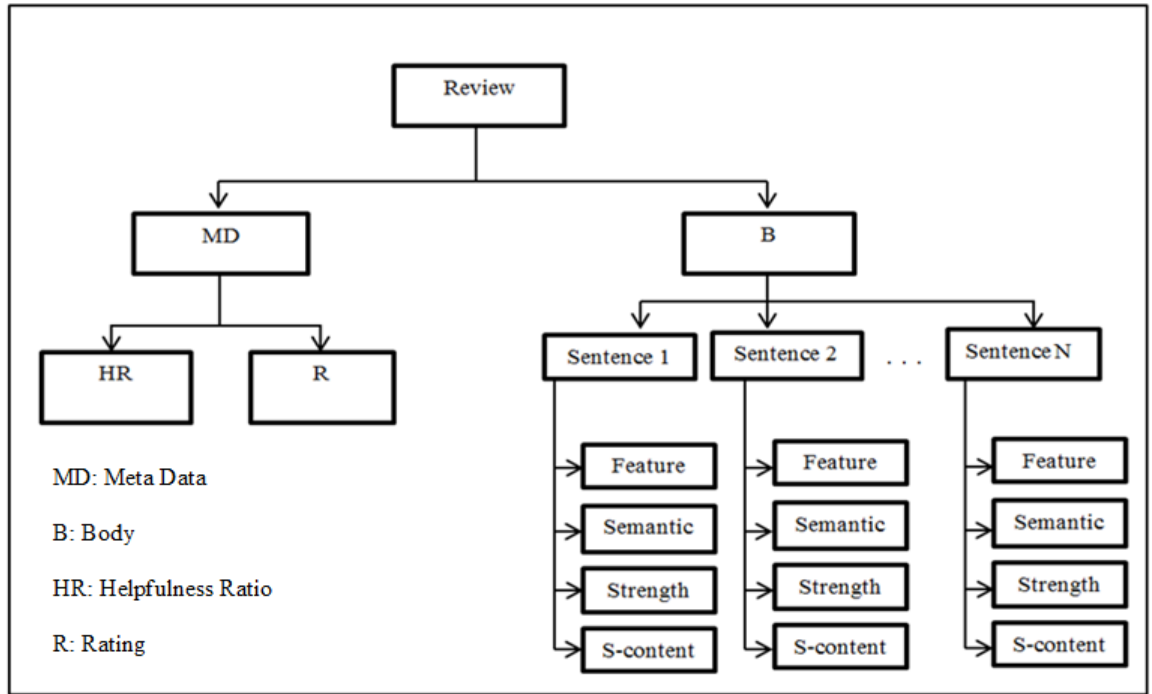 Review
MD
B
HR
R
Sentence 1
Sentence 2
. . .
Sentence N
Feature
Semantic
Strength
S-content
Feature
Semantic
Strength
S-content
Feature
Semantic
Strength
S-content
MD: Meta Data
B: Body
HR: Helpfulness Ratio
R: Rating